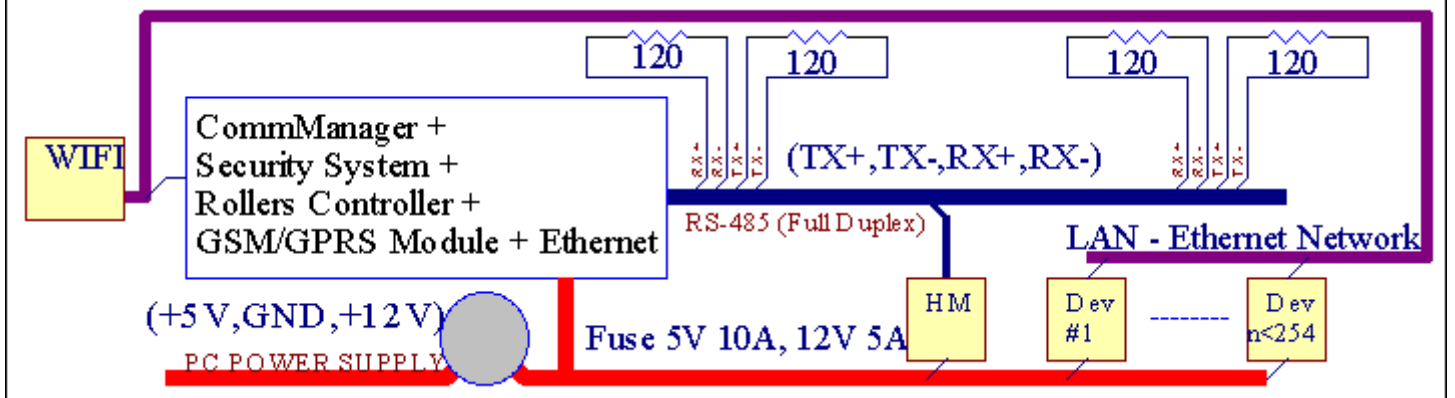 120
120
120
120
WIFI
CommManager +
Security System +
Rollers Controller +
GSM/GPRS Module + Ethernet
RX+
RX-
TX+
TX-
(TX+,TX-,RX+,RX-)
RX+
RX-
TX+
TX-
RS-485 (Full Duplex)
LAN - Ethernet Network
(+5V,GND,+12V)
PC POWER SUPPLY
Fuse 5V 10A, 12V 5A
HM
Dev
#1
Dev
n<254